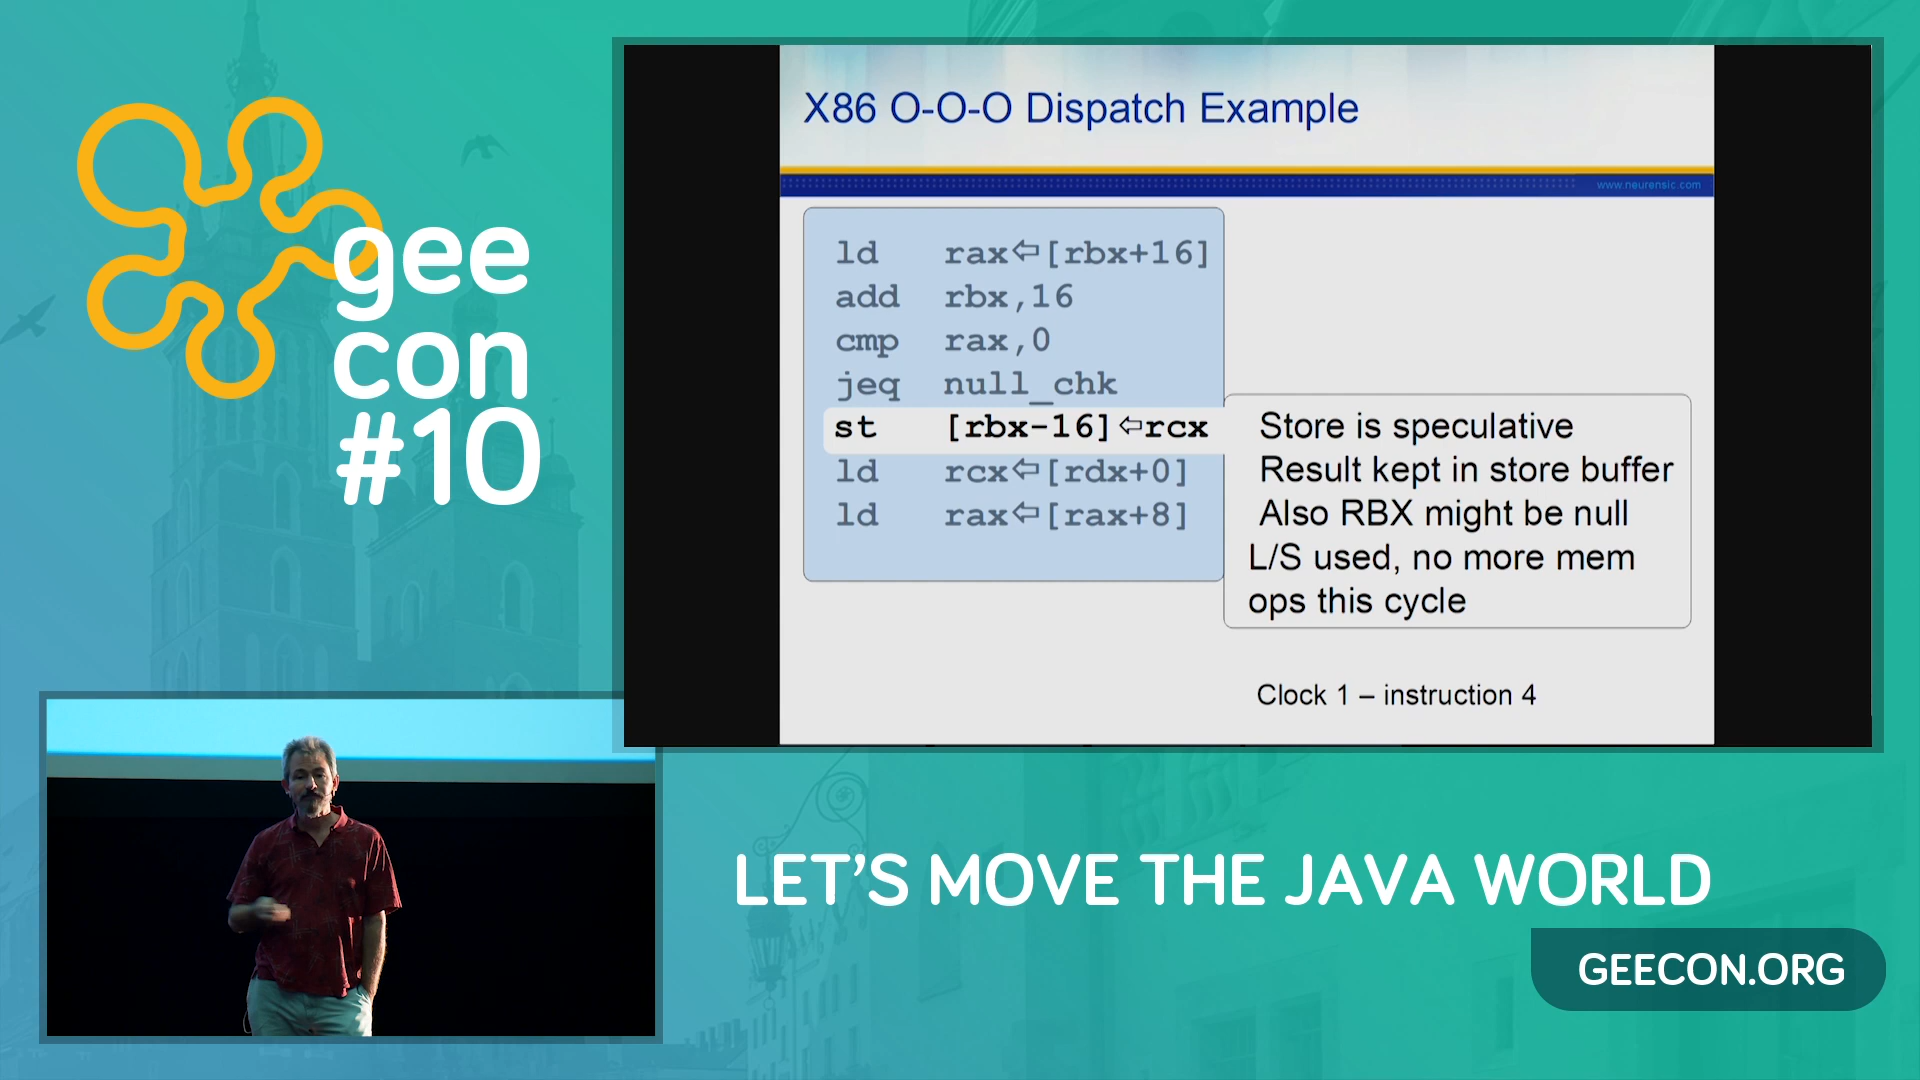 gee
con
#10
X86 O-O-O Dispatch Example
www.neurensic.com
ld rax⇦[rbx+16]
add rbx,16
cmp rax,0
jeq null_chk
st [rbx-16]⇦rcx
ld rcx⇦[rdx+0]
ld rax⇦[rax+8]
Store is speculative
Result kept in store buffer
Also RBX might be null
L/S used, no more mem
ops this cycle
Clock 1 – instruction 4
LET'S MOVE THE JAVA WORLD
GEECON.ORG